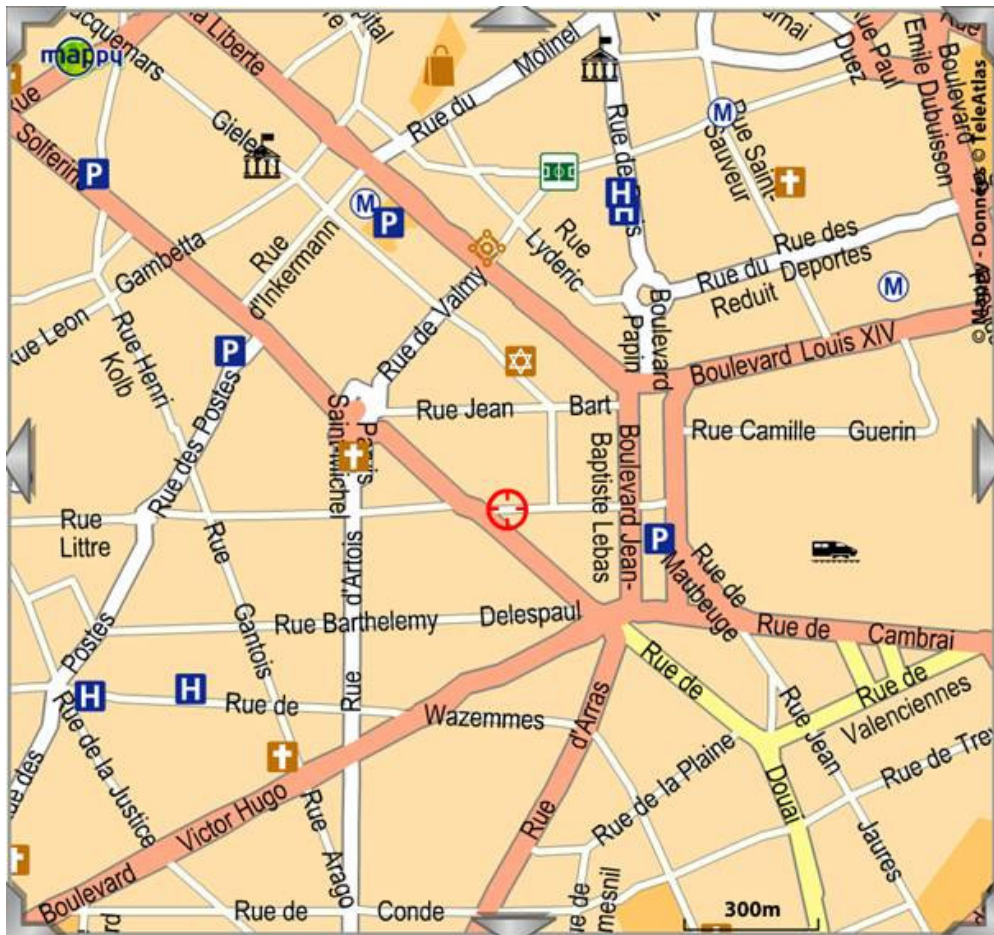 mappy
la Liberte
Rue du Molinel
Rue Paul
Duez
Emile Dubuisson
Boulevard
© Mappy - Données © TeleAtlas
Rue
Solferino
Gielee
P
M
P
M
Rue Saint-
Sauveur
H
Rue
Lyderic
Gambetta
Rue
d'Inkermann
Rue des
Deportes
Rue du
Reduit
M
Rue Leon
Rue Henri
Kolb
P
Rue de Valmy
Boulevard
Papin
Boulevard Louis XIV
Rue des Postes
Rue Jean
Bart
Rue Camille
Guerin
Parvis
Saint-Michel
Boulevard Jean-
Baptiste Lebas
Rue
Littre
P
Rue de
Maubeuge
Rue
Gantois
Rue
d'Artois
Rue Barthelemy
Delespaul
Rue de
Cambrai
Postes
H
H
Rue de
Wazemmes
Rue de
Douai
Rue de
Valenciennes
Rue de la Justice
Rue
d'Arras
Rue de la Plaine
Rue Jean
Jaures
Rue de
Boulevard
Victor Hugo
Rue
Arago
Rue de
Conde
300m